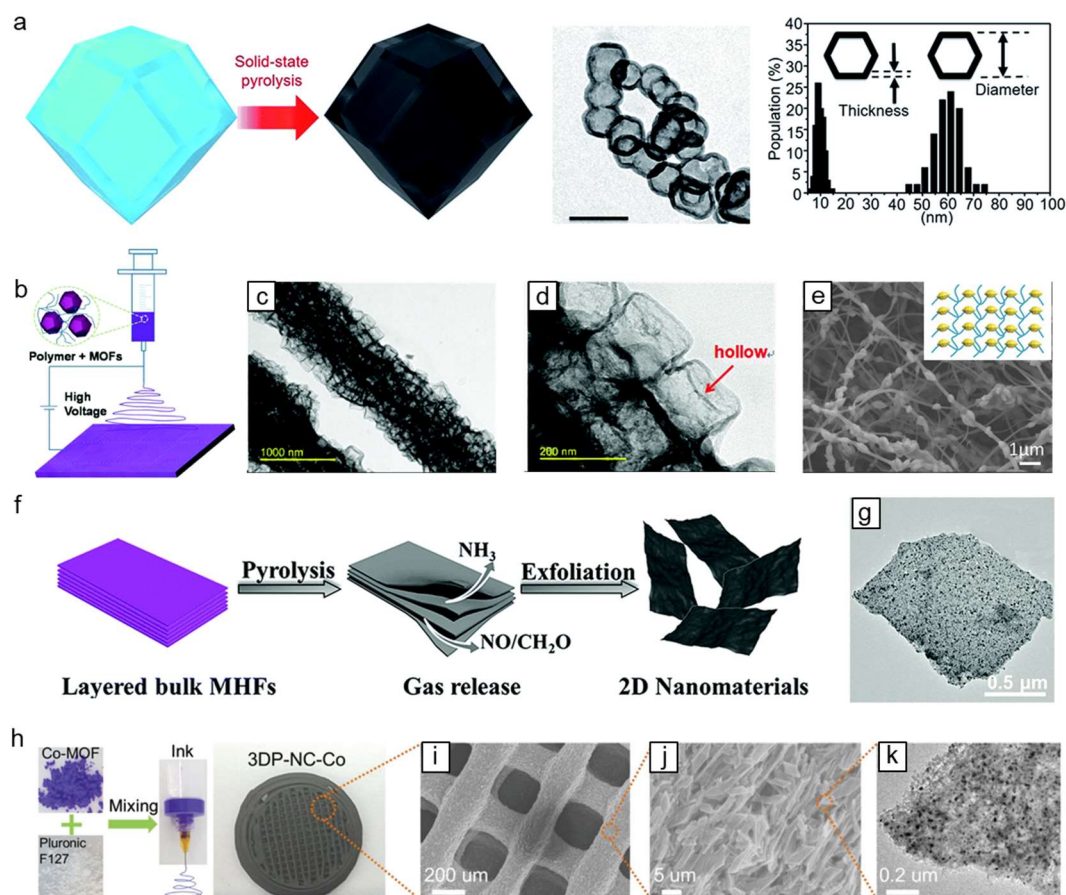 a
Solid-state
pyrolysis
40
35
30
25
20
15
10
5
0
Population (%)
Thickness
Diameter
10 20 30 40 50 60 70 80 90 100
(nm)
b
Polymer + MOFs
High
Voltage
c
1000 nm
d
hollow
200 nm
e
1μm
f
Pyrolysis
NH3
NO/CH2O
Exfoliation
Layered bulk MHFs
Gas release
2D Nanomaterials
g
0.5 μm
h
Co-MOF
Pluronic
F127
Mixing
Ink
3DP-NC-Co
i
200 um
j
5 um
k
0.2 um